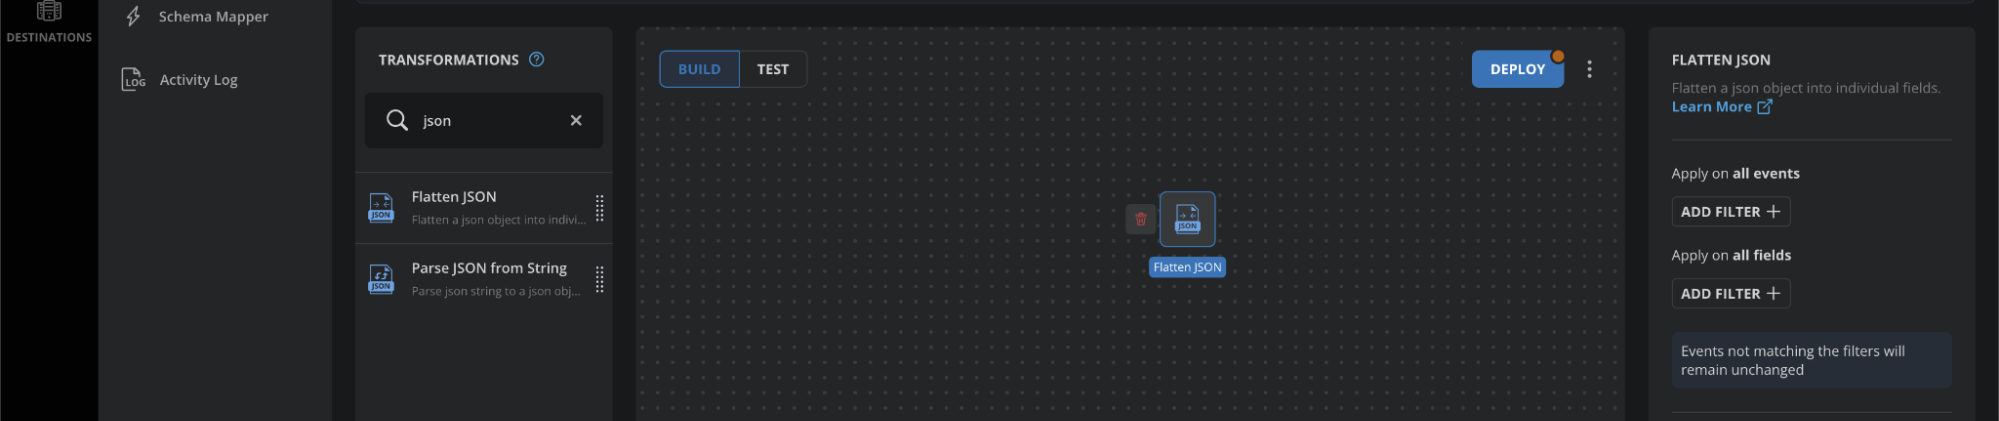 DESTINATIONS
Schema Mapper
LOG
Activity Log
TRANSFORMATIONS ?
json
JSON
Flatten JSON
Flatten a json object into indivi...
JSON
Parse JSON from String
Parse json string to a json obj...
BUILD
TEST
DEPLOY
JSON
Flatten JSON
FLATTEN JSON
Flatten a json object into individual fields.
Learn More
Apply on all events
ADD FILTER +
Apply on all fields
ADD FILTER +
Events not matching the filters will
remain unchanged